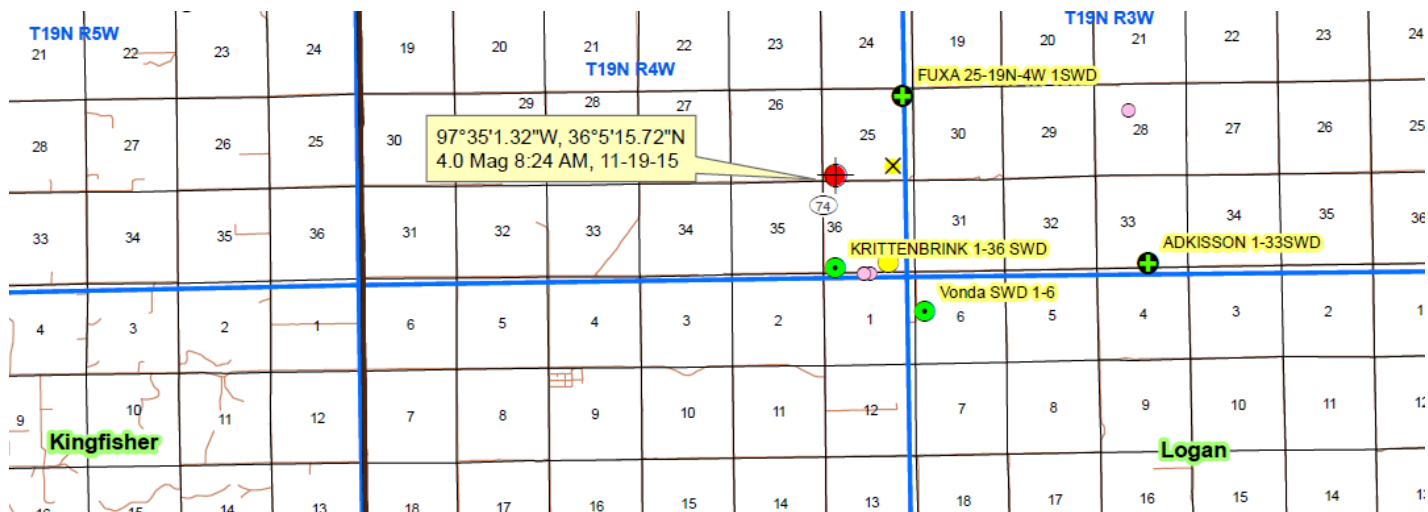 T19N R5W
T19N R3W
21 22 23 24 19 20 21 22 23 24 19 20 21 22 23 24
T19N R4W
FUXA 25-19N-4W 1SWD
28 27 26 25 30 29 28 27 26 25 30 29 28 27 26 25
97°35'1.32"W, 36°5'15.72"N
4.0 Mag 8:24 AM, 11-19-15
74
33 34 35 36 31 32 33 34 35 36 31 32 33 34 35 36
KRITTENBRINK 1-36 SWD
ADKISSON 1-33SWD
Vonda SWD 1-6
4 3 2 1 6 5 4 3 2 1 6 5 4 3 2 1
9 10 11 12 7 8 9 10 11 12 7 8 9 10 11 12
Kingfisher
Logan
16 15 14 13 18 17 16 15 14 13 18 17 16 15 14